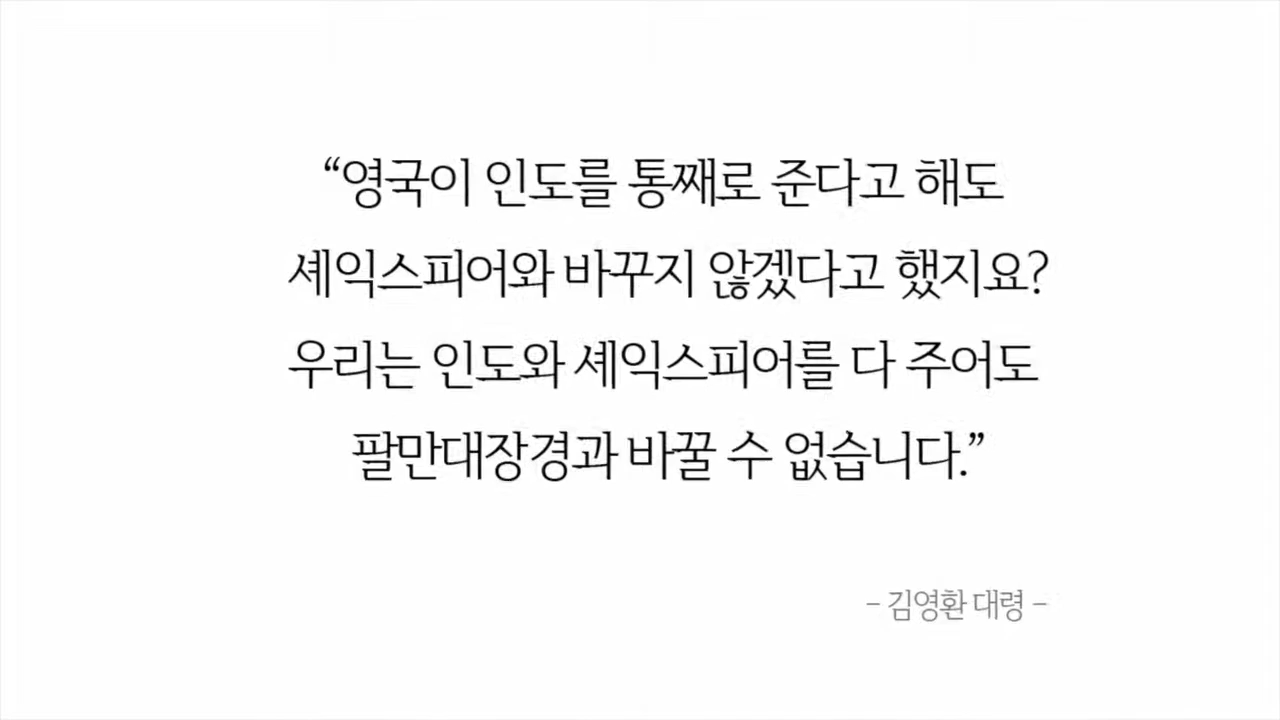 “영국이 인도를 통째로 준다고 해도
셰익스피어와 바꾸지 않겠다고 했지요?
우리는 인도와 셰익스피어를 다 주어도
팔만대장경과 바꿀 수 없습니다.”
– 김영환 대령 –